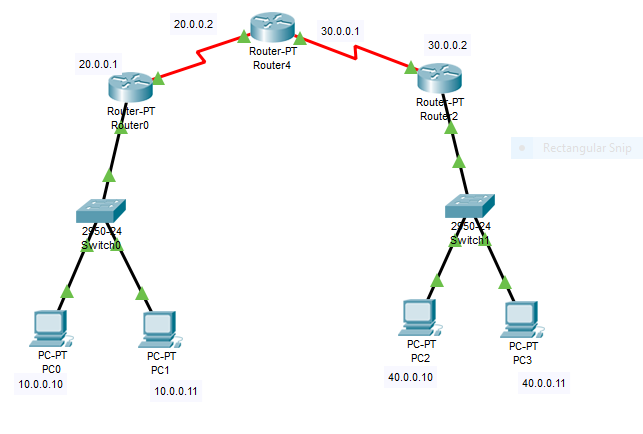 20.0.0.2
30.0.0.1
Router-PT
Router4
30.0.0.2
20.0.0.1
Router-PT
Router0
Router-PT
Router2
Rectangular Snip
2950-24
Switch0
2950-24
Switch1
PC-PT
PC0
10.0.0.10
PC-PT
PC1
10.0.0.11
PC-PT
PC2
40.0.0.10
PC-PT
PC3
40.0.0.11